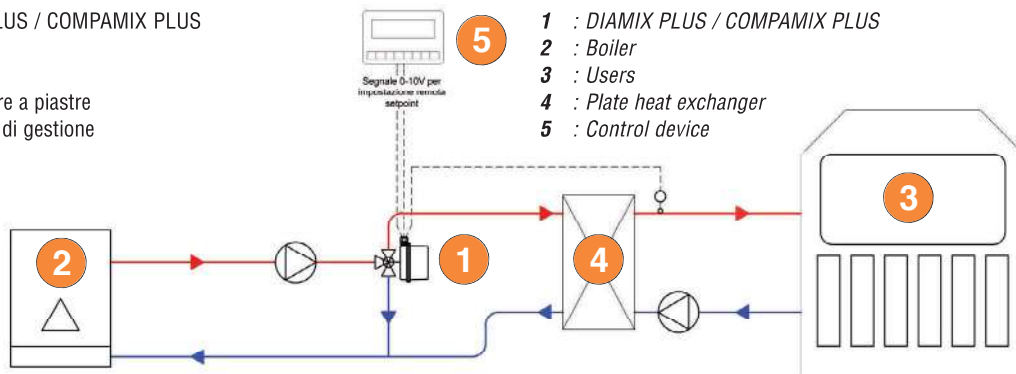 PLUS / COMPAMIX PLUS
re a piastre
di gestione
5
Segnale 0-10V per
impostazione remota
setpoint
1 : DIAMIX PLUS / COMPAMIX PLUS
2 : Boiler
3 : Users
4 : Plate heat exchanger
5 : Control device
3
2
1
4